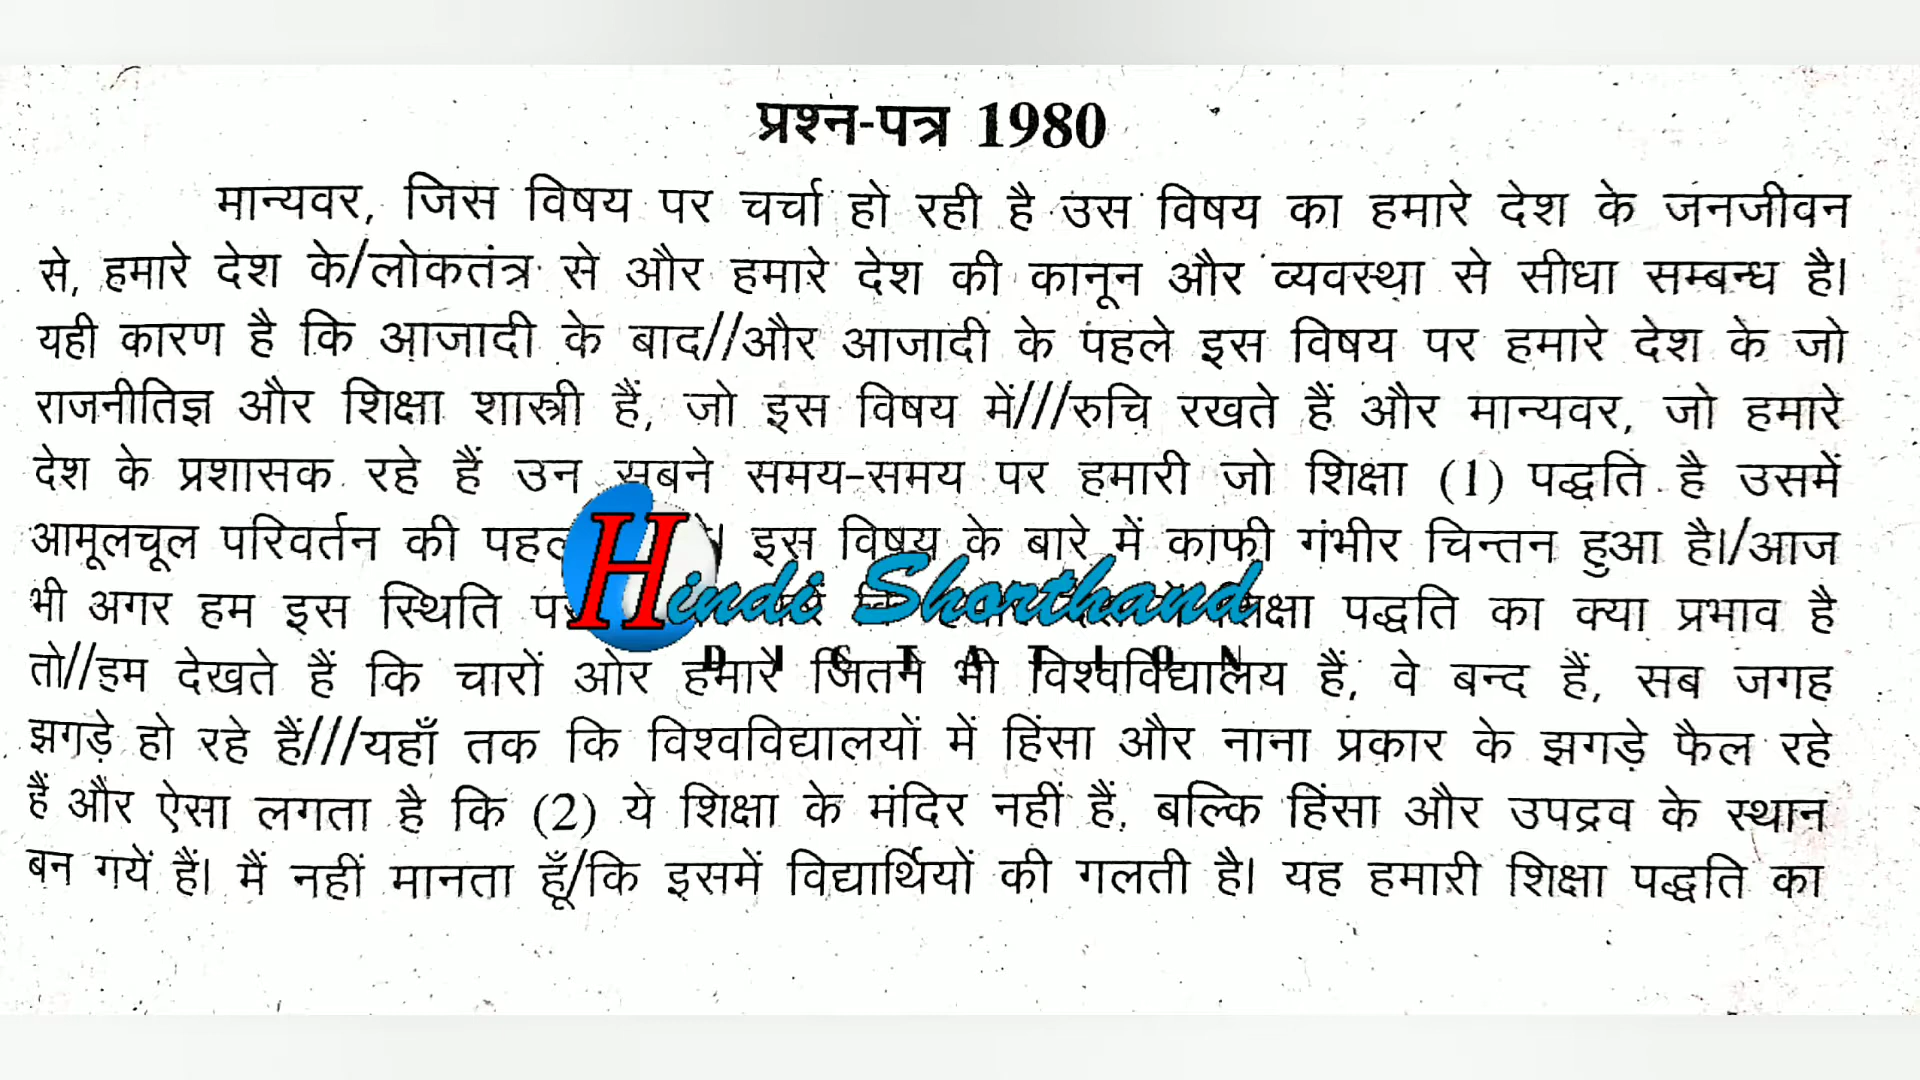 प्रश्न-पत्र 1980
मान्यवर, जिस विषय पर चर्चा हो रही है उस विषय का हमारे देश के जनजीवन
से, हमारे देश के/लोकतंत्र से और हमारे देश की कानून और व्यवस्था से सीधा सम्बन्ध है।
यही कारण है कि आजादी के बाद//और आजादी के पहले इस विषय पर हमारे देश के जो
राजनीतिज्ञ और शिक्षा शास्त्री हैं, जो इस विषय में///रुचि रखते हैं और मान्यवर, जो हमारे
देश के प्रशासक रहे हैं उन सबने समय-समय पर हमारी जो शिक्षा (1) पद्धति है उसमें
आमूलचूल परिवर्तन की इस विषय के बारे में काफी गंभीर चिन्तन हुआ है।/आज
भी अगर हम इस स्थिति पद्धति का क्या प्रभाव है
Hindi Shorthand
DICTATION
तो//हम देखते हैं कि चारों ओर हमारे जितने भी विश्वविद्यालय हैं, वे बन्द हैं, सब जगह
झगड़े हो रहे हैं///यहाँ तक कि विश्वविद्यालयों में हिंसा और नाना प्रकार के झगड़े फैल रहे
हैं और ऐसा लगता है कि (2) ये शिक्षा के मंदिर नहीं हैं, बल्कि हिंसा और उपद्रव के स्थान
बन गयें हैं। मैं नहीं मानता हूँ/कि इसमें विद्यार्थियों की गलती है। यह हमारी शिक्षा पद्धति का